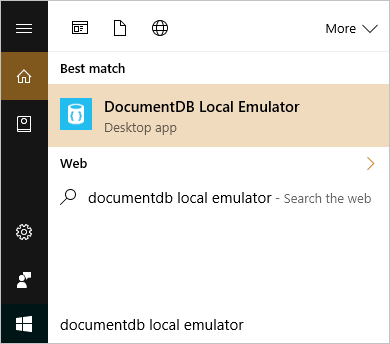 More
Best match
DocumentDB Local Emulator
Desktop app
Web
documentdb local emulator - Search the web
documentdb local emulator